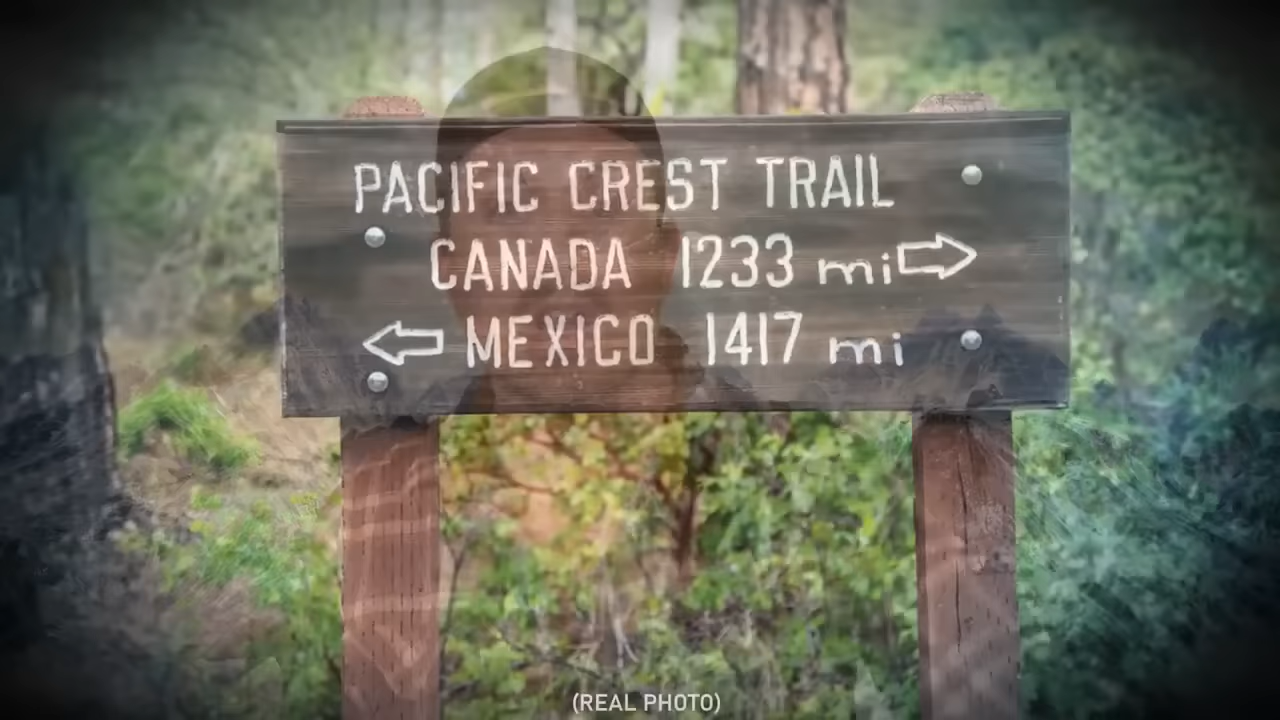 PACIFIC CREST TRAIL
CANADA 1233 mi
MEXICO 1417 mi
(REAL PHOTO)